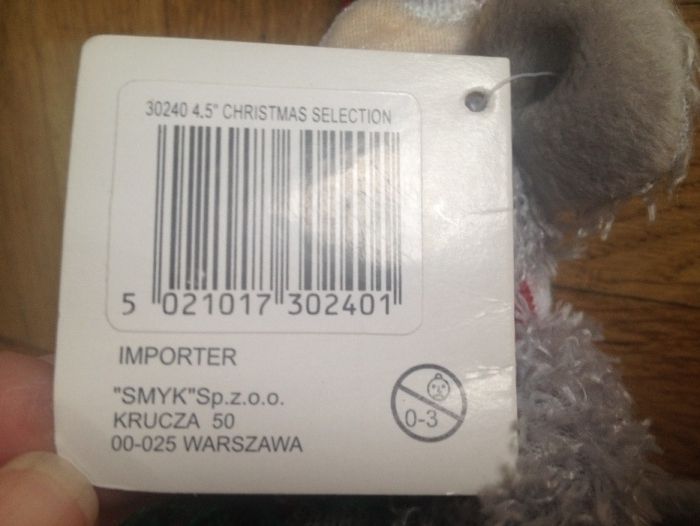 30240 4.5" CHRISTMAS SELECTION
5 021017 302401
IMPORTER
"SMYK"Sp.z.o.o.
KRUCZA 50
00-025 WARSZAWA
0-3